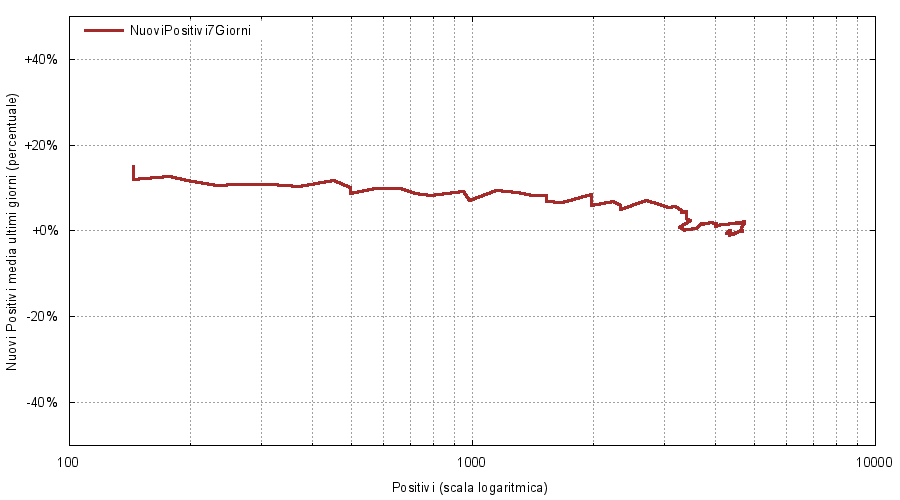 NuoviPositivi7Giorni
+40%
+20%
+0%
-20%
-40%
Nuovi Positivi media ultimi giorni (percentuale)
100
1000
10000
Positivi (scala logaritmica)